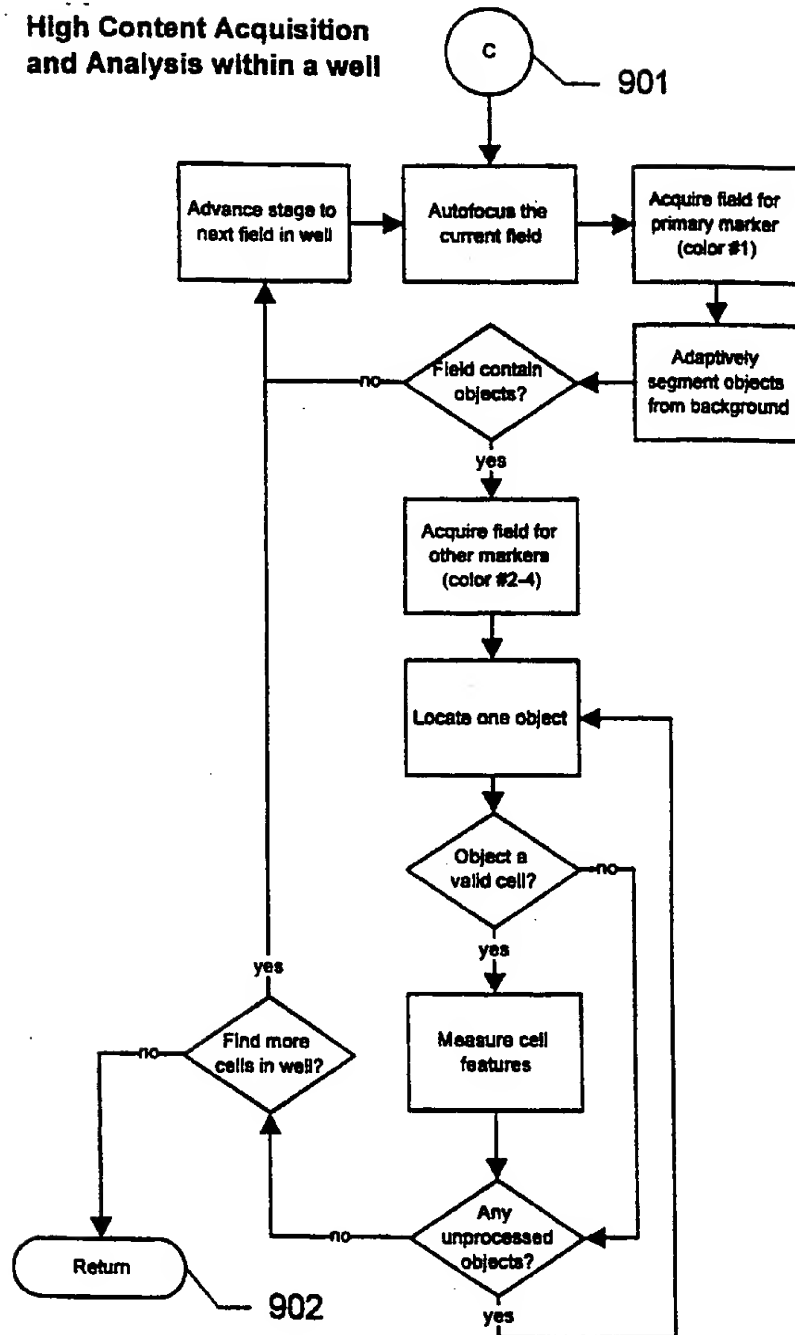 High Content Acquisition
and Analysis within a well
C
901
Advance stage to
next field in well
Autofocus the
current field
Acquire field for
primary marker
(color #1)
Adaptively
segment objects
from background
Field contain
objects?
no
yes
Acquire field for
other markers
(color #2-4)
Locate one object
Object a
valid cell?
no
yes
Measure cell
features
Any
unprocessed
objects?
no
yes
Find more
cells in well?
yes
no
Return
902